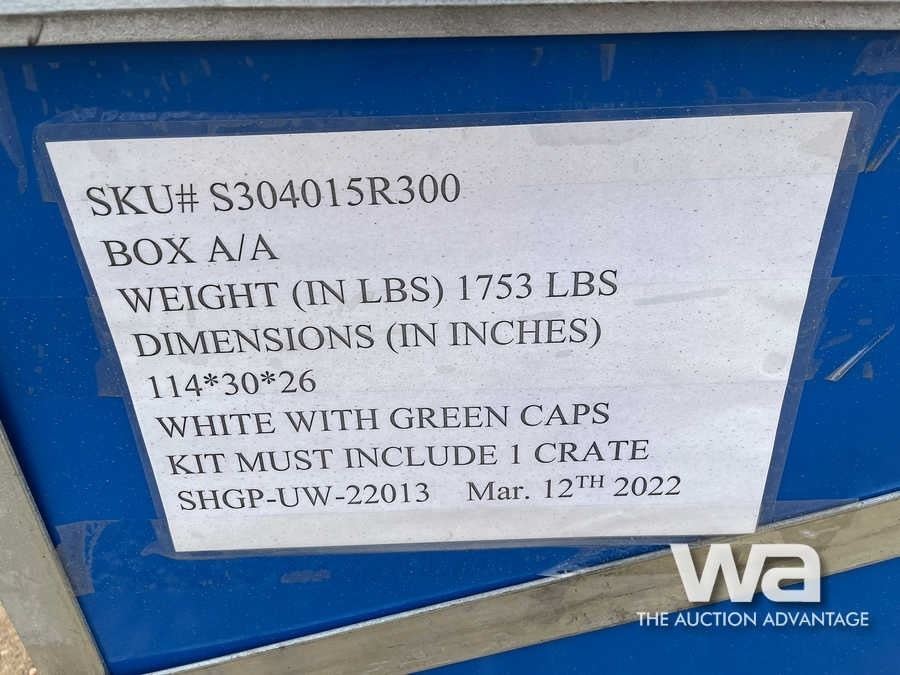 SKU# S304015R300
BOX A/A
WEIGHT (IN LBS) 1753 LBS
DIMENSIONS (IN INCHES)
114*30*26
WHITE WITH GREEN CAPS
KIT MUST INCLUDE 1 CRATE
SHGP-UW-22013 Mar. 12TH 2022
wa
THE AUCTION ADVANTAGE